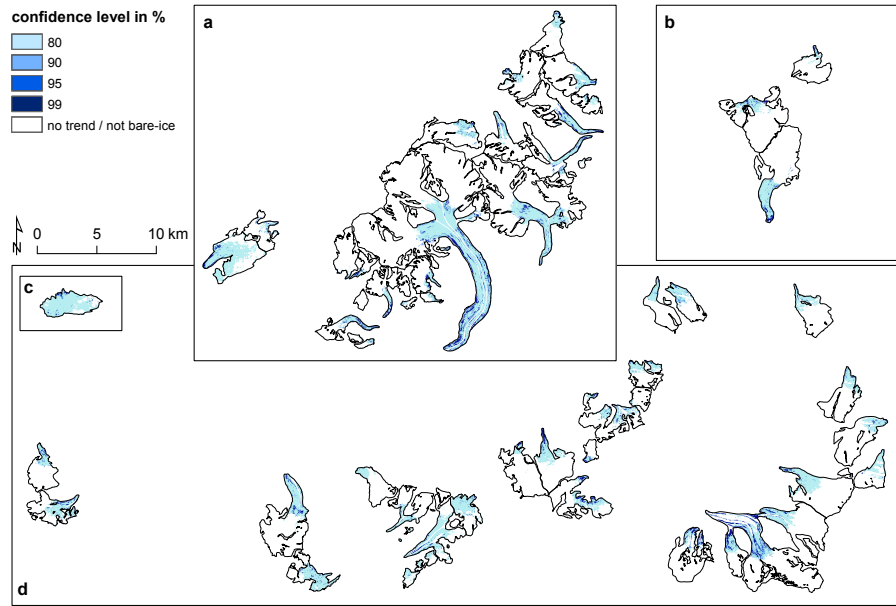 confidence level in %
80
90
95
99
no trend / not bare-ice
N
0 5 10 km
a
b
c
d